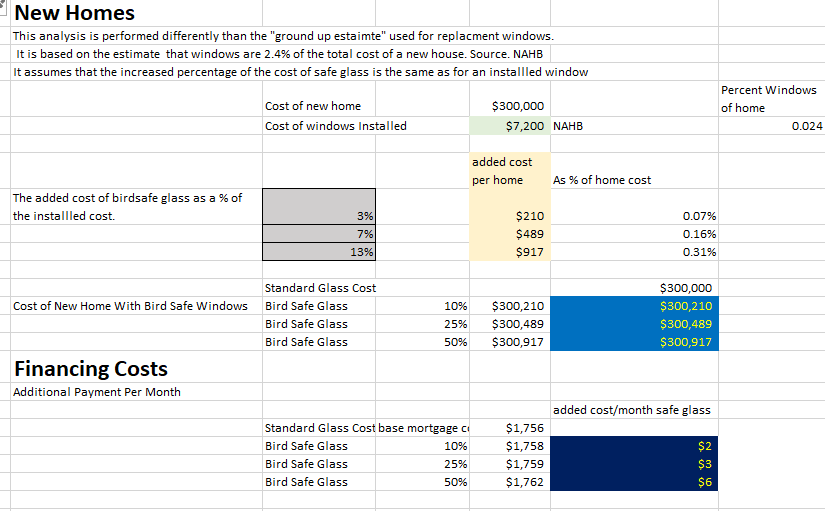 New Homes
This analysis is performed differently than the "ground up estaimte" used for replacment windows.
It is based on the estimate that windows are 2.4% of the total cost of a new house. Source. NAHB
It assumes that the increased percentage of the cost of safe glass is the same as for an installlled window
Percent Windows
of home
Cost of new home $300,000
Cost of windows Installed $7,200 NAHB 0.024
added cost
per home As % of home cost
The added cost of birdsafe glass as a % of
the installlled cost. 3% $210 0.07%
7% $489 0.16%
13% $917 0.31%
Standard Glass Cost $300,000
Cost of New Home With Bird Safe Windows Bird Safe Glass 10% $300,210 $300,210
Bird Safe Glass 25% $300,489 $300,489
Bird Safe Glass 50% $300,917 $300,917
Financing Costs
Additional Payment Per Month
added cost/month safe glass
Standard Glass Cost base mortgage c $1,756
Bird Safe Glass 10% $1,758 $2
Bird Safe Glass 25% $1,759 $3
Bird Safe Glass 50% $1,762 $6